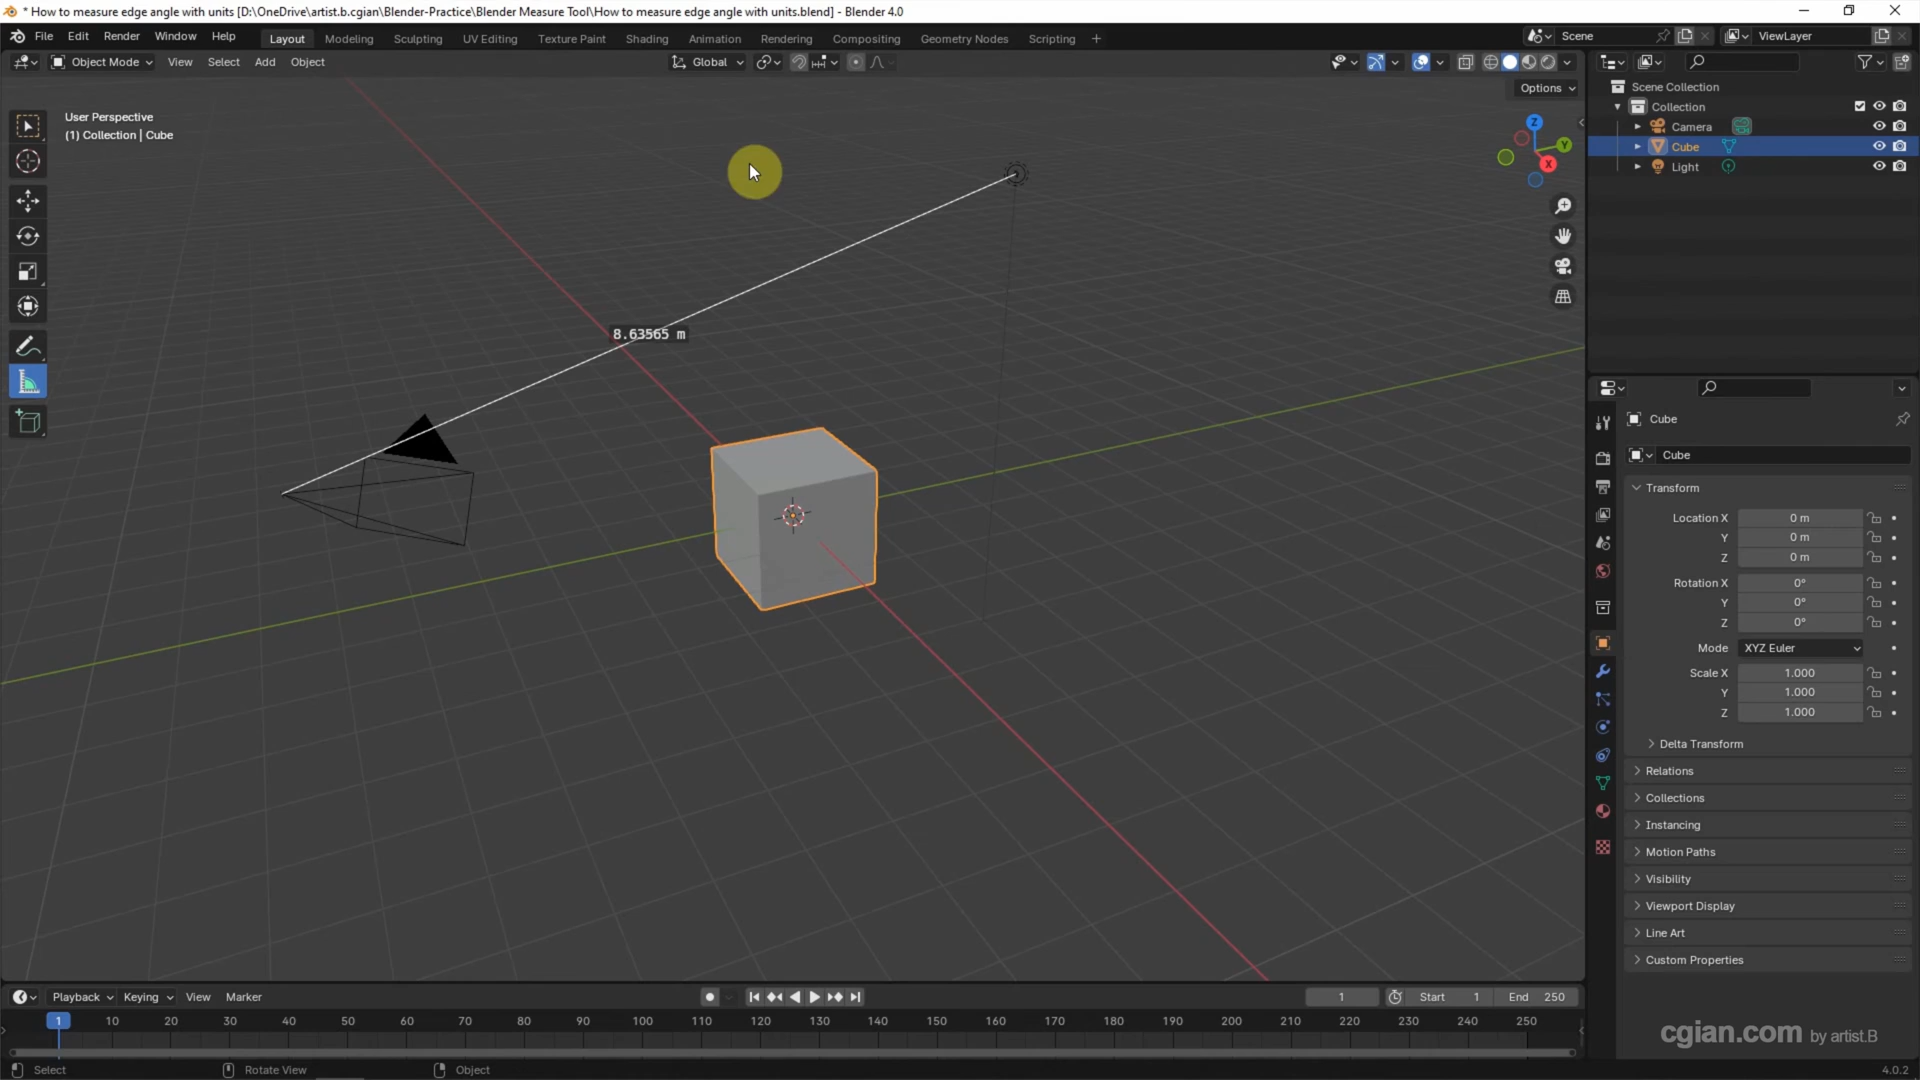 * How to measure edge angle with units [D:\OneDrive\artist.b.cgian\Blender-Practice\Blender Measure Tool\How to measure edge angle with units.blend] - Blender 4.0
File Edit Render Window Help Layout Modeling Sculpting UV Editing Texture Paint Shading Animation Rendering Compositing Geometry Nodes Scripting + Scene ViewLayer
Object Mode View Select Add Object Global
Options
User Perspective
(1) Collection | Cube
Z
Y
X
8.63565 m
Scene Collection
Collection
Camera
Cube
Light
Cube
Cube
Transform
Location X 0 m
Y 0 m
Z 0 m
Rotation X 0°
Y 0°
Z 0°
Mode XYZ Euler
Scale X 1.000
Y 1.000
Z 1.000
Delta Transform
Relations
Collections
Instancing
Motion Paths
Visibility
Viewport Display
Line Art
Custom Properties
Playback Keying View Marker 1 Start 1 End 250
1 10 20 30 40 50 60 70 80 90 100 110 120 130 140 150 160 170 180 190 200 210 220 230 240 250
cgian.com by artist.B
Select Rotate View Object 4.0.2